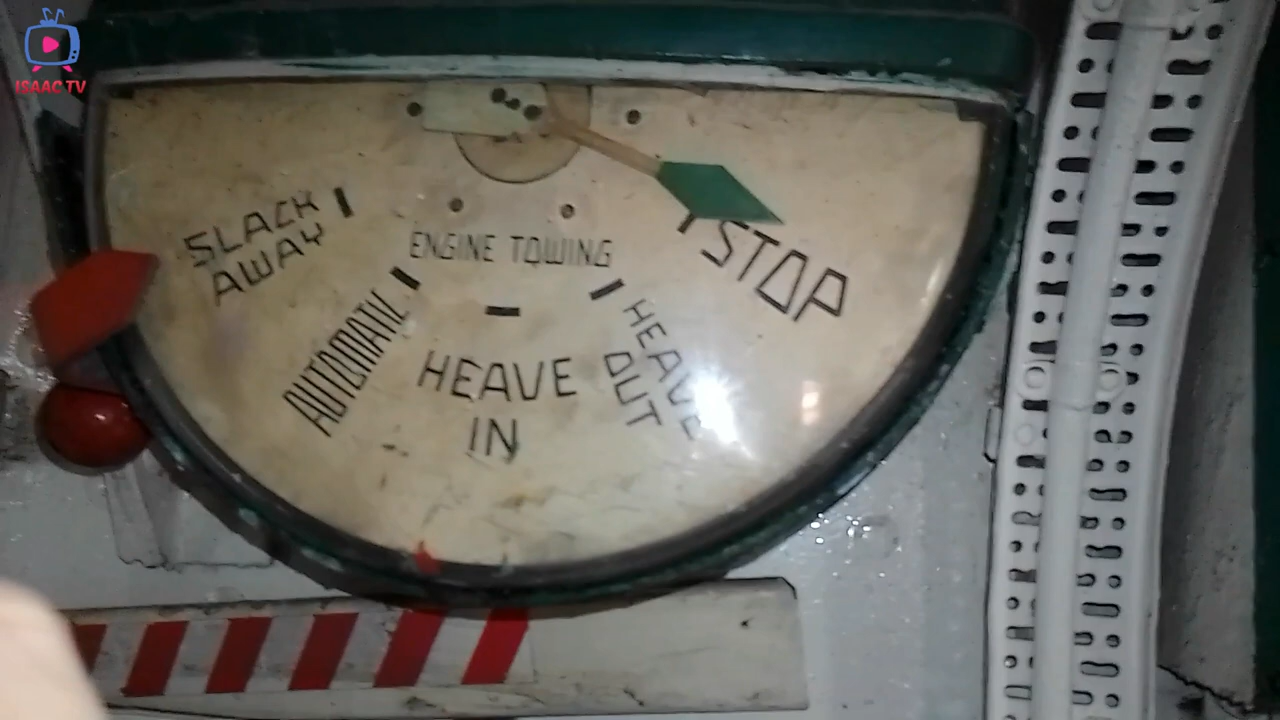 ISAAC TV
SLACK
AWAY
ENGINE TOWING
STOP
AUTOMATIC
HEAVE
IN
HEAVE
OUT